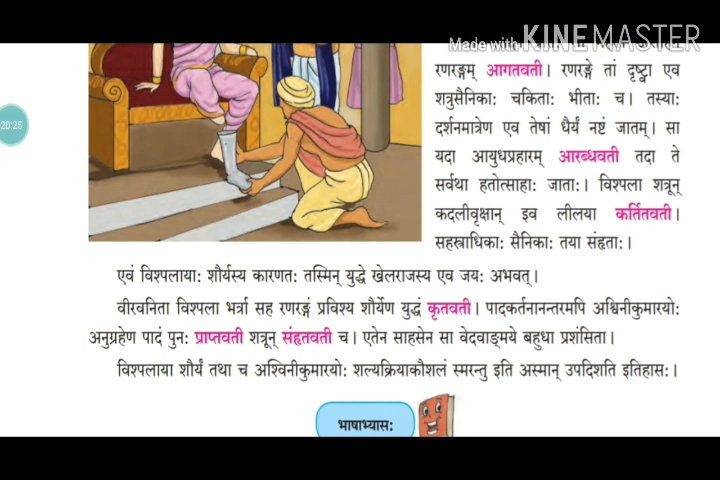 Made with KINEMASTER
रणरङ्गम् आगतवती। रणरङ्गे तां दृष्ट्वा एव
20:25
शत्रुसैनिकाः चकिताः भीताः च। तस्याः
दर्शनमात्रेण एव तेषां धैर्यं नष्टं जातम्। सा
यदा आयुधप्रहारम् आरब्धवती तदा ते
सर्वथा हतोत्साहाः जाताः। विश्पला शत्रून्
कदलीवृक्षान् इव लीलया कर्तितवती।
सहस्राधिकाः सैनिकाः तया संहृताः।
एवं विश्पलायाः शौर्यस्य कारणतः तस्मिन् युद्धे खेलराजस्य एव जयः अभवत्।
वीरवनिता विश्पला भर्त्रा सह रणरङ्गं प्रविश्य शौर्येण युद्धं कृतवती। पादकर्तनानन्तरमपि अश्विनीकुमारयोः
अनुग्रहेण पादं पुनः प्राप्तवती शत्रून् संहृतवती च। एतेन साहसेन सा वेदवाङ्मये बहुधा प्रशंसिता।
विश्पलाया शौर्यं तथा च अश्विनीकुमारयोः शल्यक्रियाकौशलं स्मरन्तु इति अस्मान् उपदिशति इतिहासः।
भाषाभ्यासः